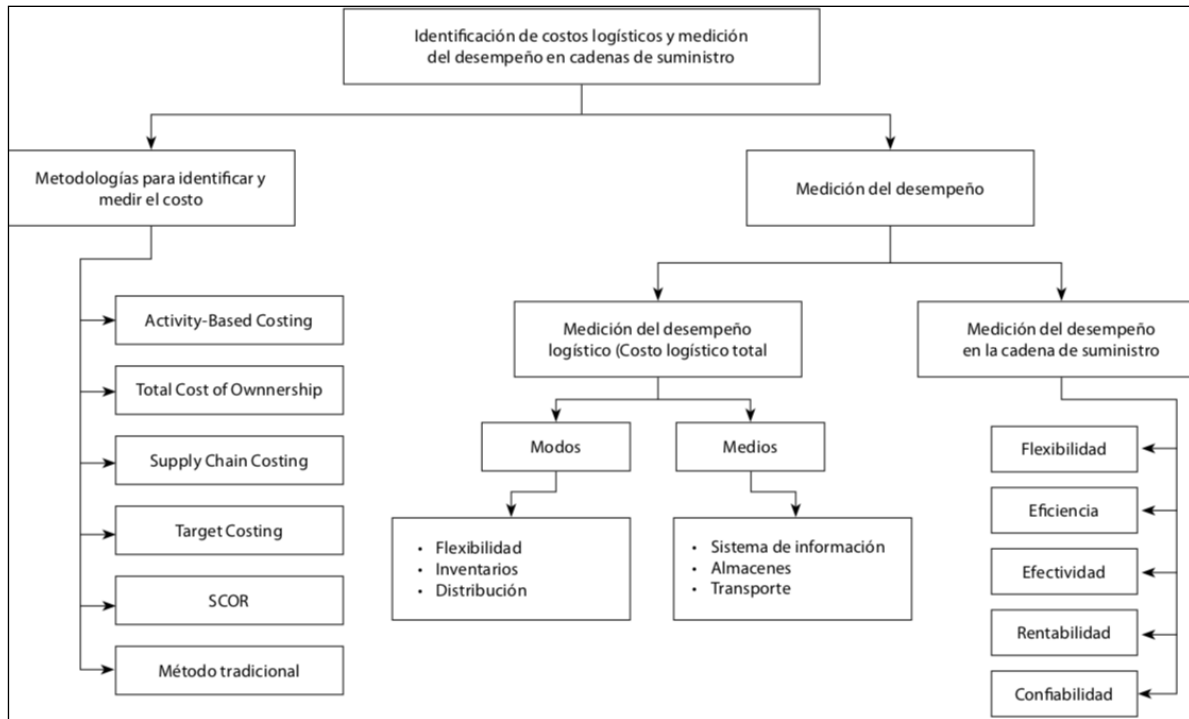 Identificación de costos logísticos y medición
del desempeño en cadenas de suministro
Metodologías para identificar y
medir el costo
Medición del desempeño
Activity-Based Costing
Total Cost of Ownnership
Supply Chain Costing
Target Costing
SCOR
Método tradicional
Medición del desempeño
logístico (Costo logístico total
Modos
Medios
• Flexibilidad
• Inventarios
• Distribución
• Sistema de información
• Almacenes
• Transporte
Medición del desempeño
en la cadena de suministro
Flexibilidad
Eficiencia
Efectividad
Rentabilidad
Confiabilidad